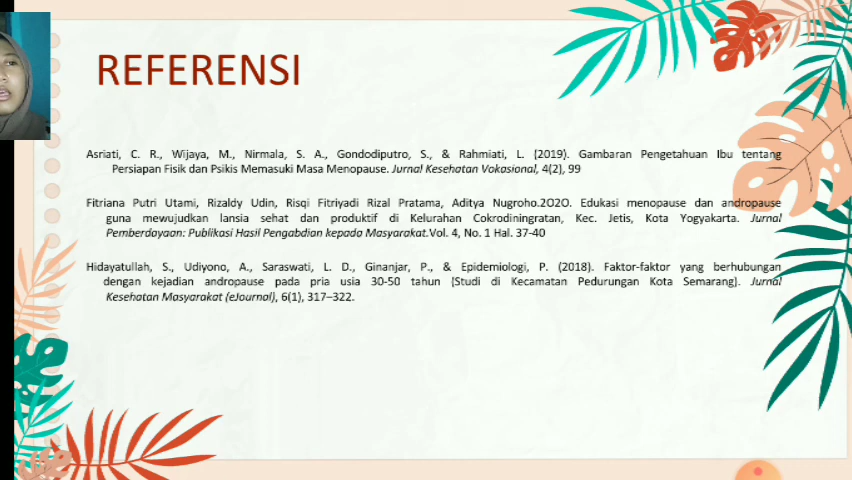 REFERENSI
Asriati, C. R., Wijaya, M., Nirmala, S. A., Gondodiputro, S., & Rahmiati, L. (2019). Gambaran Pengetahuan Ibu tentang
Persiapan Fisik dan Psikis Memasuki Masa Menopause. Jurnal Kesehatan Vokasional, 4(2), 99
Fitriana Putri Utami, Rizaldy Udin, Risqi Fitriyadi Rizal Pratama, Aditya Nugroho.2020. Edukasi menopause dan andropause
guna mewujudkan lansia sehat dan produktif di Kelurahan Cokrodiningratan, Kec. Jetis, Kota Yogyakarta. Jurnal
Pemberdayaan: Publikasi Hasil Pengabdian kepada Masyarakat.Vol. 4, No. 1 Hal. 37-40
Hidayatullah, S., Udiyono, A., Saraswati, L. D., Ginanjar, P., & Epidemiologi, P. (2018). Faktor-faktor yang berhubungan
dengan kejadian andropause pada pria usia 30-50 tahun (Studi di Kecamatan Pedurungan Kota Semarang). Jurnal
Kesehatan Masyarakat (eJournal), 6(1), 317–322.